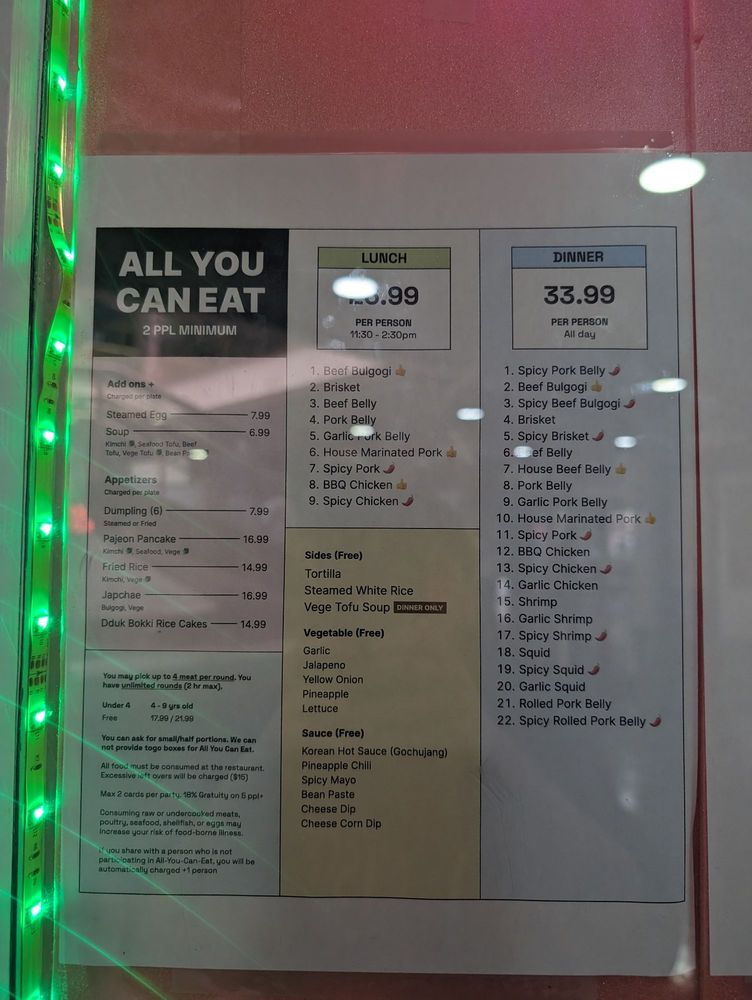 ALL YOU
CAN EAT
2 PPL MINIMUM
Add ons +
Charged per plate
Steamed Egg 7.99
Soup 6.99
Kimchi, Seafood Tofu, Beef
Tofu, Vege Tofu, Bean
Appetizers
Charged per plate
Dumpling (6) 7.99
Steamed or Fried
Pajeon Pancake 16.99
Kimchi, Seafood, Vege
Fried Rice 14.99
Kimchi, Vege
Japchae 16.99
Bulgogi, Vege
Dduk Bokki Rice Cakes 14.99
You may pick up to 4 meat per round. You
have unlimited rounds (2 hr max).
Under 4 4 - 9 yrs old
Free 17.99 / 21.99
You can ask for small/half portions. We can
not provide togo boxes for All You Can Eat.
All food must be consumed at the restaurant.
Excessive left overs will be charged ($15)
Max 2 cards per party. 18% Gratuity on 5 ppl+
Consuming raw or undercooked meats,
poultry, seafood, shellfish, or eggs may
increase your risk of food-borne illness.
If you share with a person who is not
participating in All-You-Can-Eat, you will be
automatically charged +1 person
LUNCH
.99
PER PERSON
11:30 - 2:30pm
1. Beef Bulgogi 👍
2. Brisket
3. Beef Belly
4. Pork Belly
5. Garlic Pork Belly
6. House Marinated Pork 👍
7. Spicy Pork 🌶️
8. BBQ Chicken 👍
9. Spicy Chicken 🌶️
Sides (Free)
Tortilla
Steamed White Rice
Vege Tofu Soup DINNER ONLY
Vegetable (Free)
Garlic
Jalapeno
Yellow Onion
Pineapple
Lettuce
Sauce (Free)
Korean Hot Sauce (Gochujang)
Pineapple Chili
Spicy Mayo
Bean Paste
Cheese Dip
Cheese Corn Dip
DINNER
33.99
PER PERSON
All day
1. Spicy Pork Belly 🌶️
2. Beef Bulgogi 👍
3. Spicy Beef Bulgogi 🌶️
4. Brisket
5. Spicy Brisket 🌶️
6. Beef Belly
7. House Beef Belly 👍
8. Pork Belly
9. Garlic Pork Belly
10. House Marinated Pork 👍
11. Spicy Pork 🌶️
12. BBQ Chicken
13. Spicy Chicken 🌶️
14. Garlic Chicken
15. Shrimp
16. Garlic Shrimp
17. Spicy Shrimp 🌶️
18. Squid
19. Spicy Squid 🌶️
20. Garlic Squid
21. Rolled Pork Belly
22. Spicy Rolled Pork Belly 🌶️